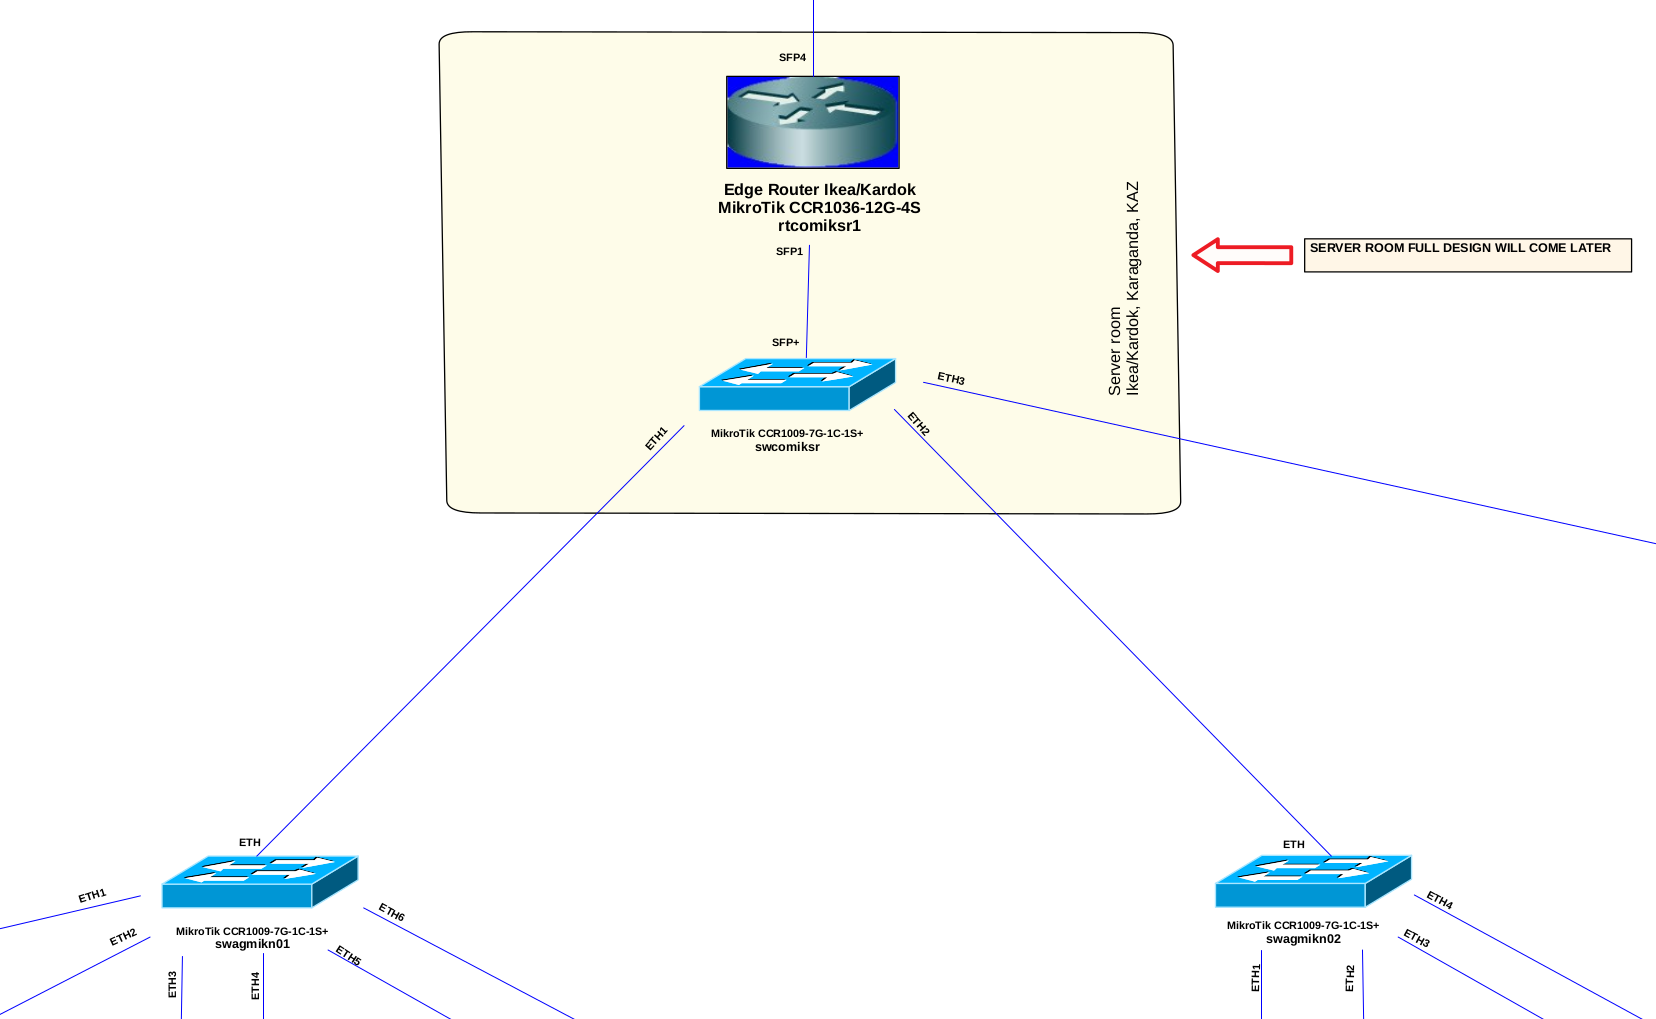 SFP4
Edge Router Ikea/Kardok
MikroTik CCR1036-12G-4S
rtcomiksr1
SFP1
Server room
Ikea/Kardok, Karaganda, KAZ
SERVER ROOM FULL DESIGN WILL COME LATER
SFP+
ETH3
ETH1
ETH2
MikroTik CCR1009-7G-1C-1S+
swcomiksr
ETH
ETH1
ETH2
MikroTik CCR1009-7G-1C-1S+
swagmikn01
ETH6
ETH5
ETH3
ETH4
ETH
MikroTik CCR1009-7G-1C-1S+
swagmikn02
ETH4
ETH3
ETH1
ETH2